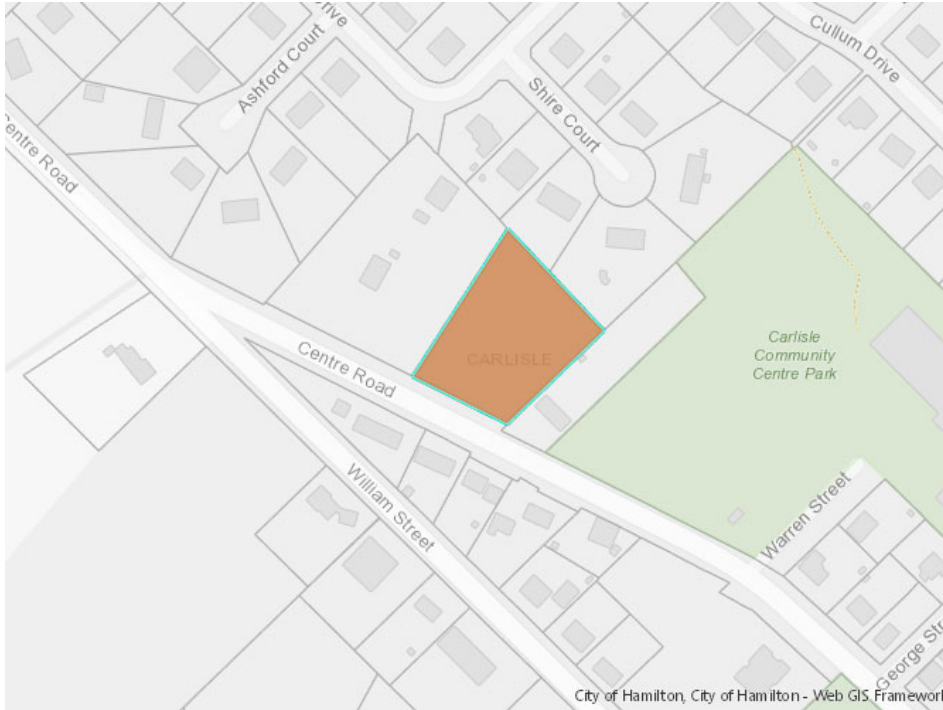 Drive
Ashford Court
Cullum Drive
Shire Court
Centre Road
Carlisle
Community
Centre Park
CARLISLE
Centre Road
William Street
Warren Street
George Str
City of Hamilton, City of Hamilton - Web GIS Framework